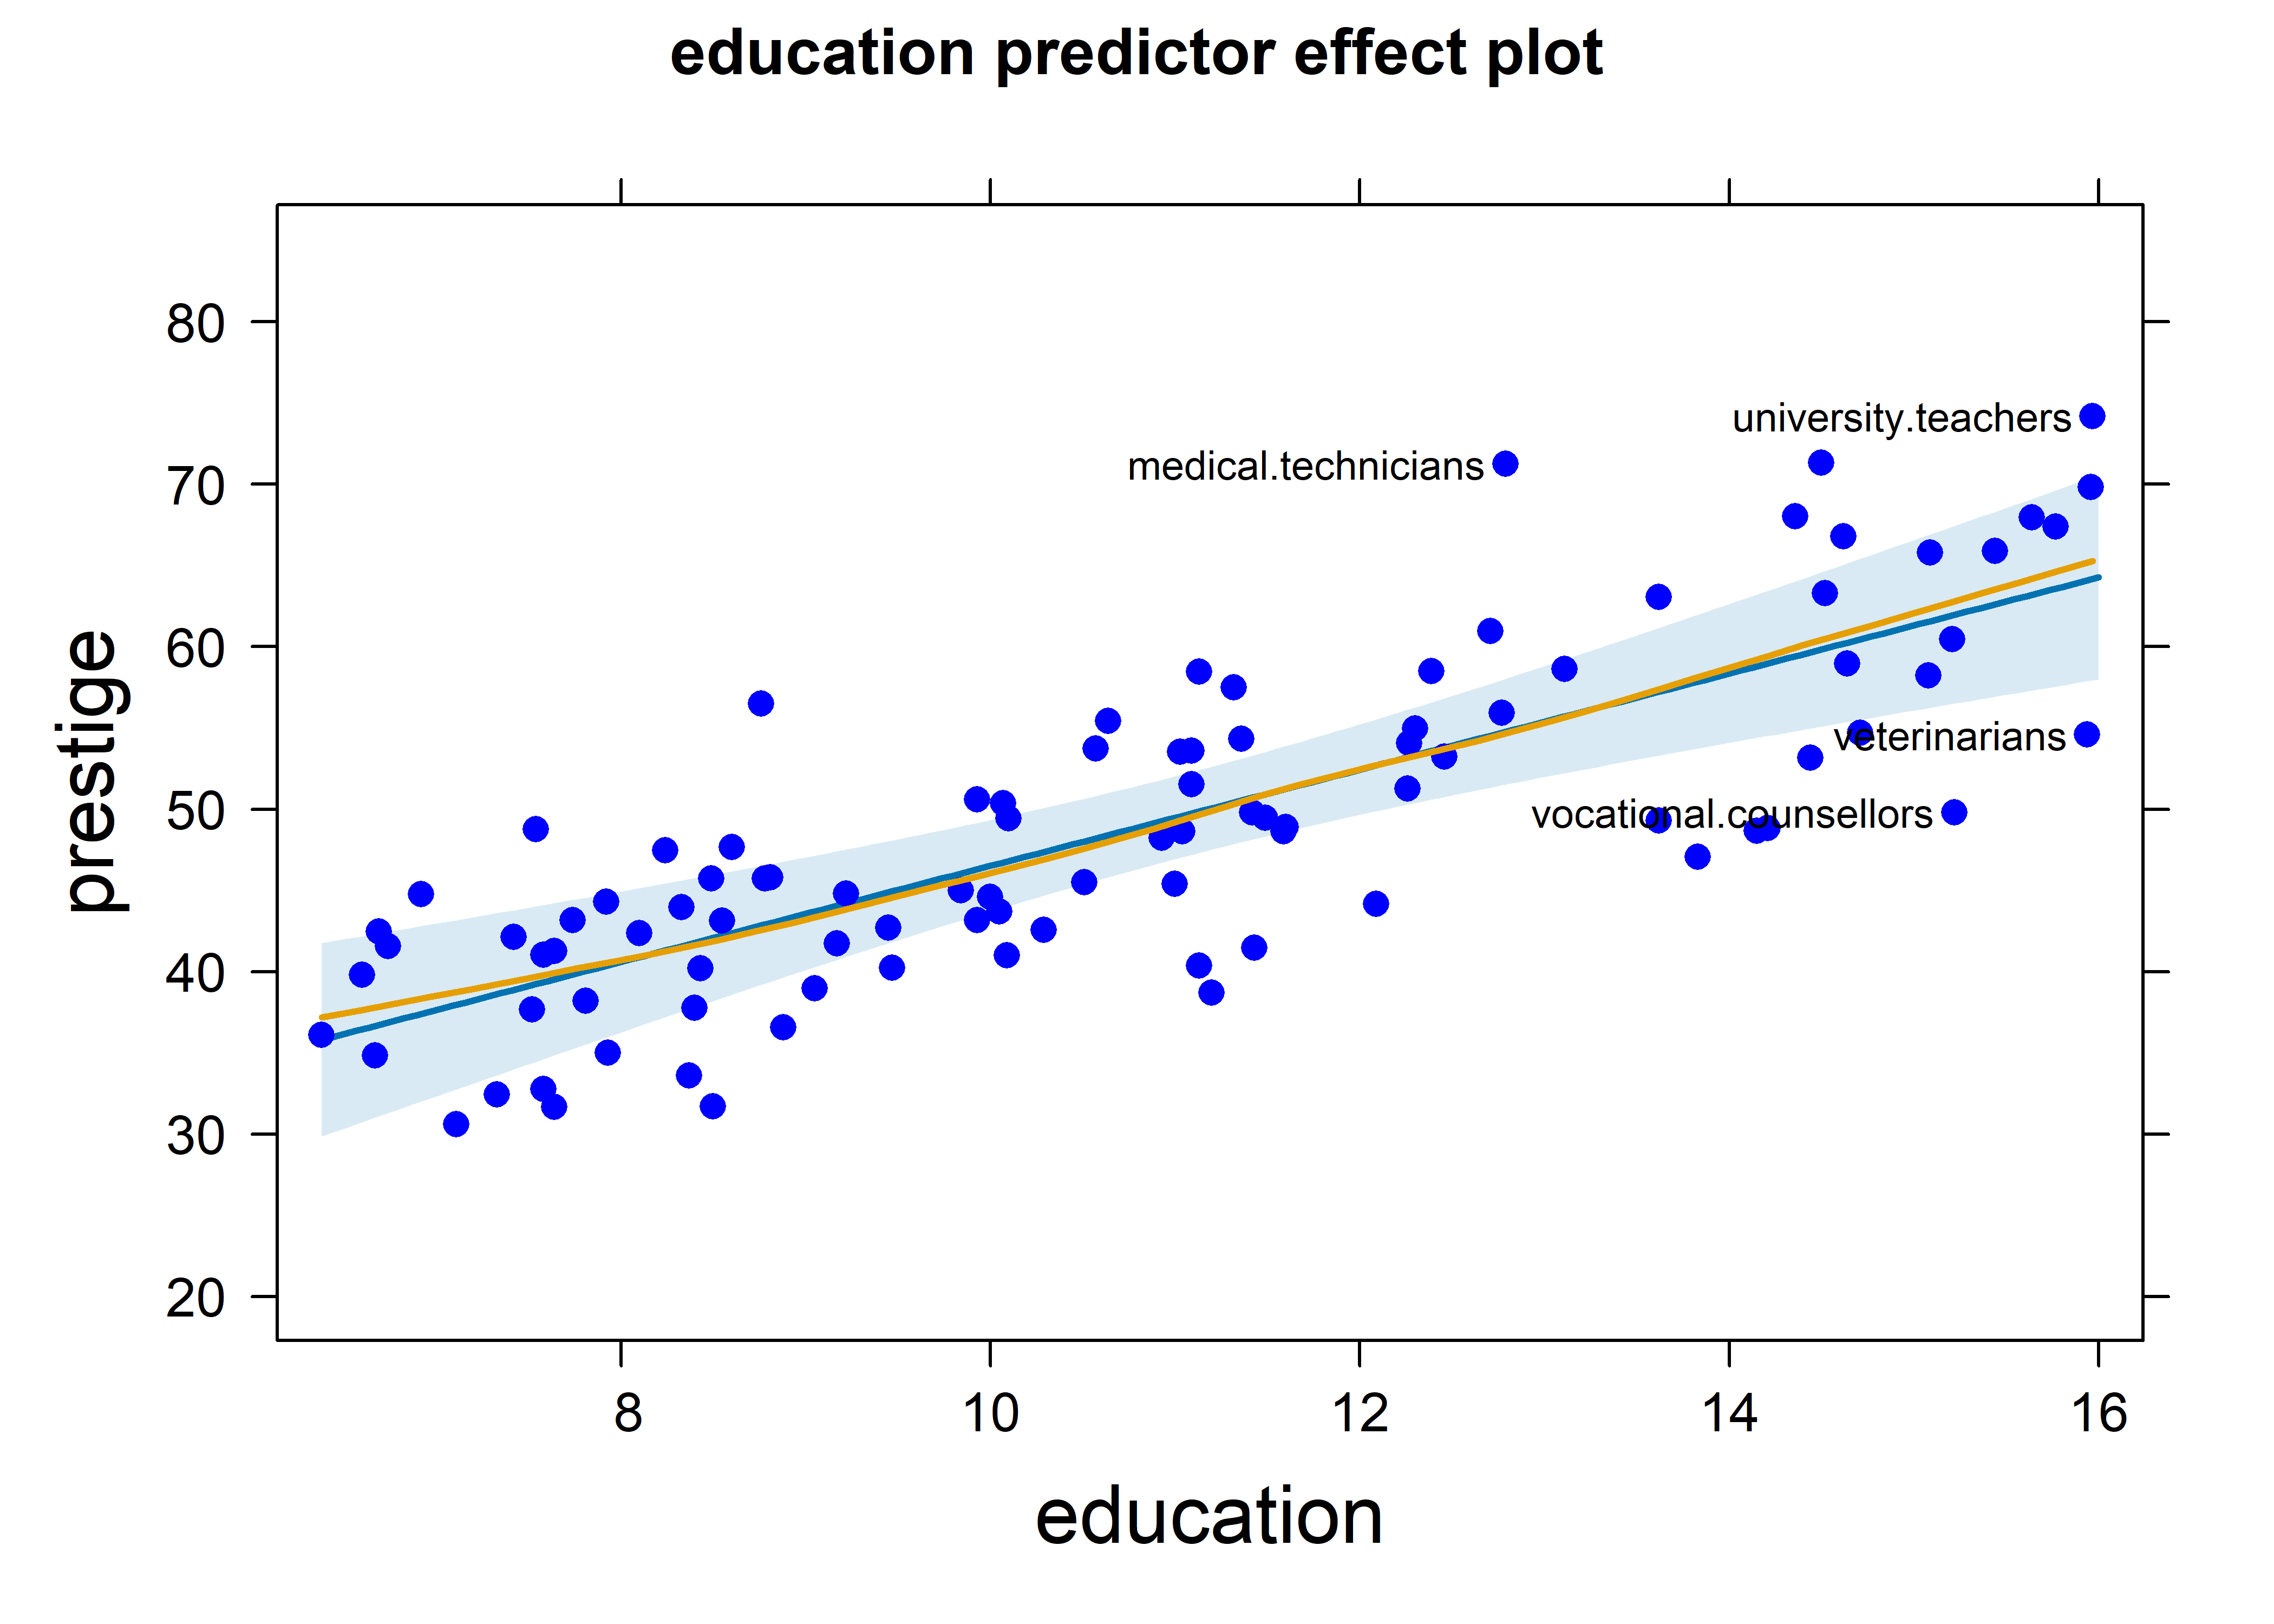 education predictor effect plot
80
70
60
50
40
30
20
prestige
university.teachers
medical.technicians
veterinarians
vocational.counsellors
8 10 12 14 16
education